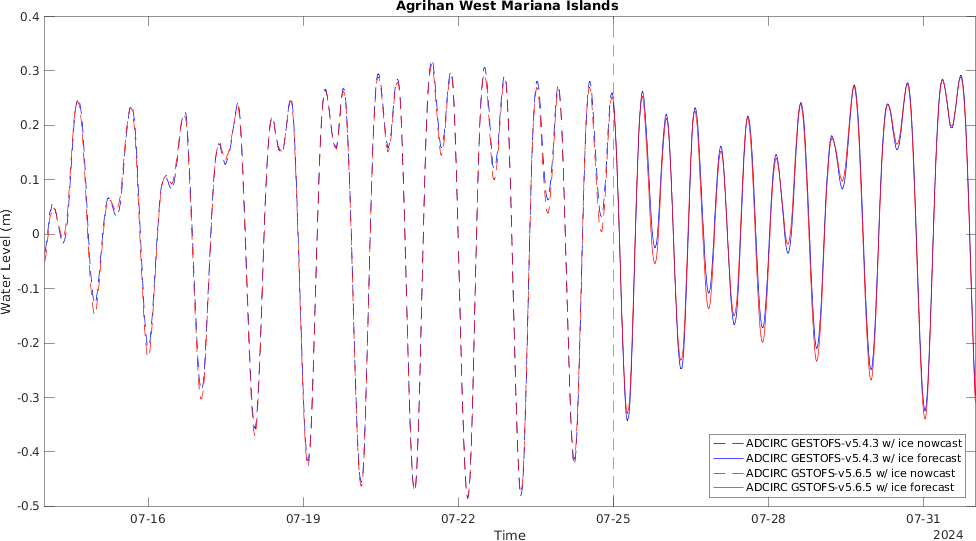 Agrihan West Mariana Islands
0.4
0.3
0.2
0.1
0
-0.1
-0.2
-0.3
-0.4
-0.5
Water Level (m)
ADCIRC GESTOFS-v5.4.3 w/ ice nowcast
ADCIRC GESTOFS-v5.4.3 w/ ice forecast
ADCIRC GSTOFS-v5.6.5 w/ ice nowcast
ADCIRC GSTOFS-v5.6.5 w/ ice forecast
07-16 07-19 07-22 07-25 07-28 07-31
Time
2024